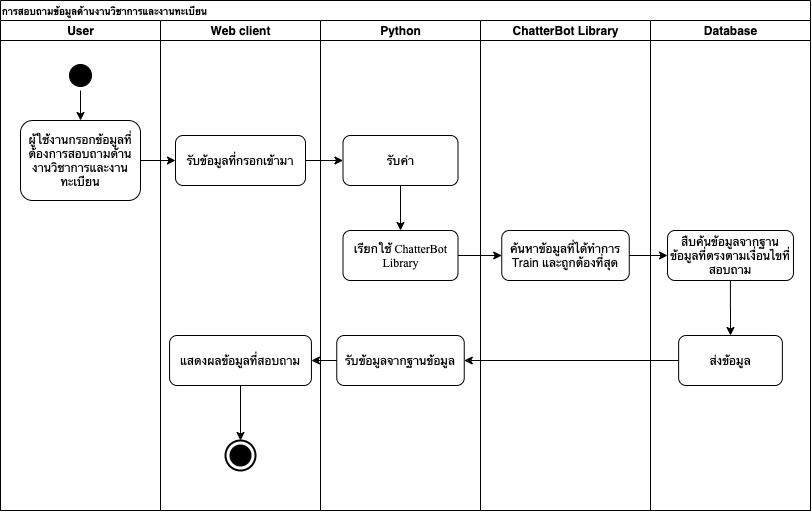 การสอบถามข้อมูลด้านงานวิชาการและงานทะเบียน
User
Web client
Python
ChatterBot Library
Database
ผู้ใช้งานกรอกข้อมูลที่
ต้องการสอบถามด้าน
งานวิชาการและงาน
ทะเบียน
รับข้อมูลที่กรอกเข้ามา
รับค่า
เรียกใช้ ChatterBot
Library
ค้นหาข้อมูลที่ได้ทำการ
Train และถูกต้องที่สุด
สืบค้นข้อมูลจากฐาน
ข้อมูลที่ตรงตามเงื่อนไขที่
สอบถาม
แสดงผลข้อมูลที่สอบถาม
รับข้อมูลจากฐานข้อมูล
ส่งข้อมูล